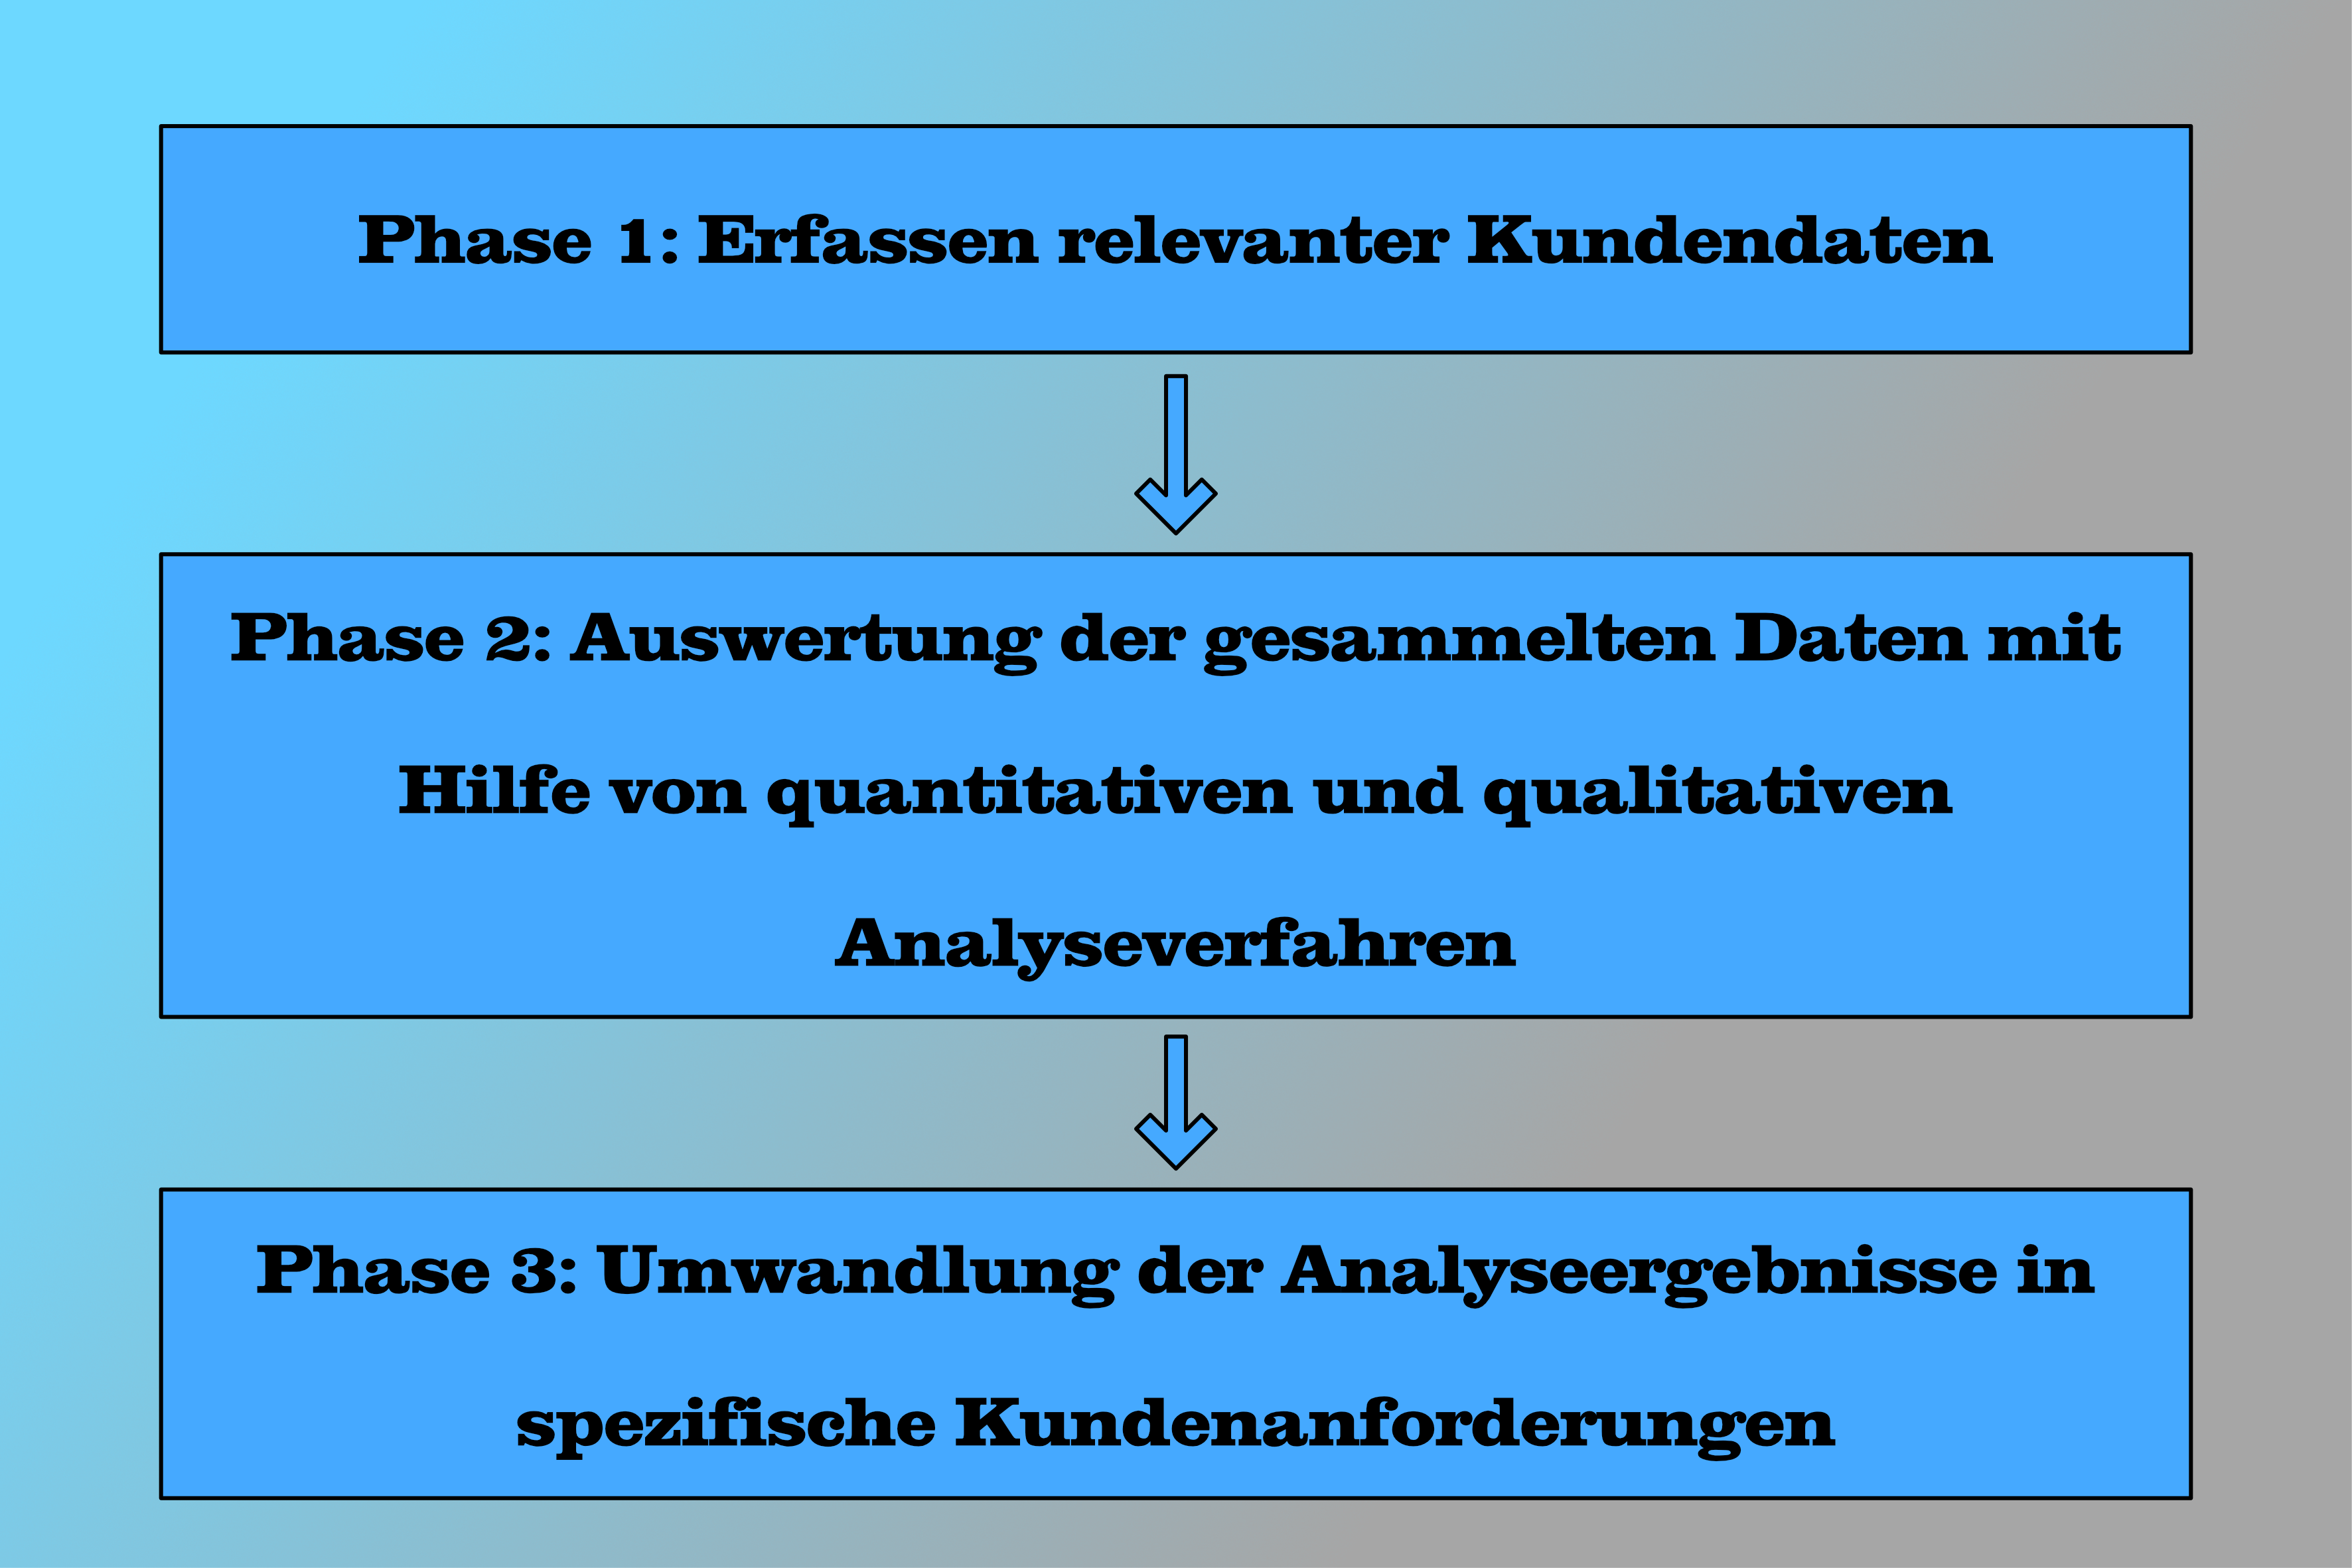 Phase 1: Erfassen relevanter Kundendaten
Phase 2: Auswertung der gesammelten Daten mit
Hilfe von quantitativen und qualitativen
Analyseverfahren
Phase 3: Umwandlung der Analyseergebnisse in
spezifische Kundenanforderungen